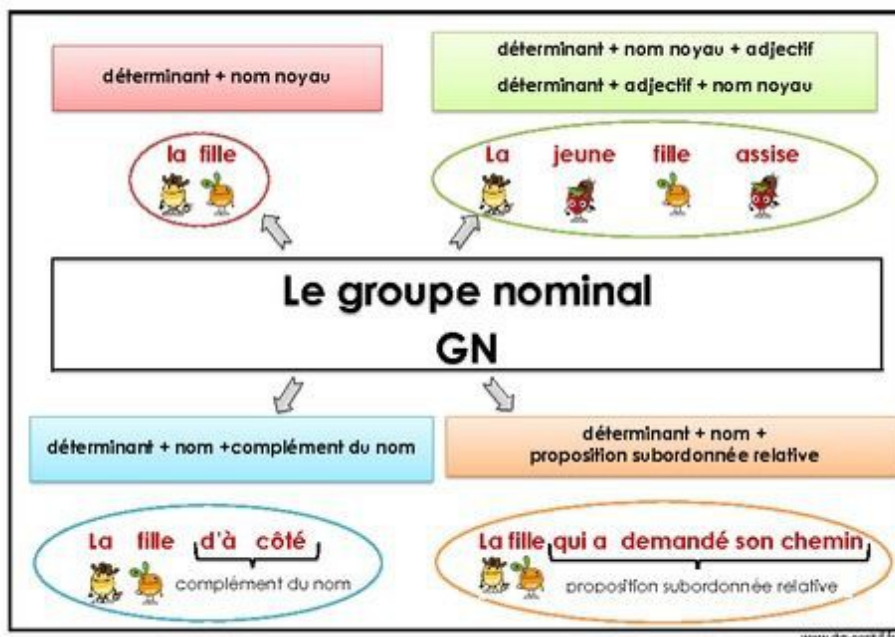 déterminant + nom noyau
déterminant + nom noyau + adjectif
déterminant + adjectif + nom noyau
la fille
La jeune fille assise
Le groupe nominal
GN
déterminant + nom +complément du nom
déterminant + nom +
proposition subordonnée relative
La fille d'à côté
complément du nom
La fille qui a demandé son chemin
proposition subordonnée relative